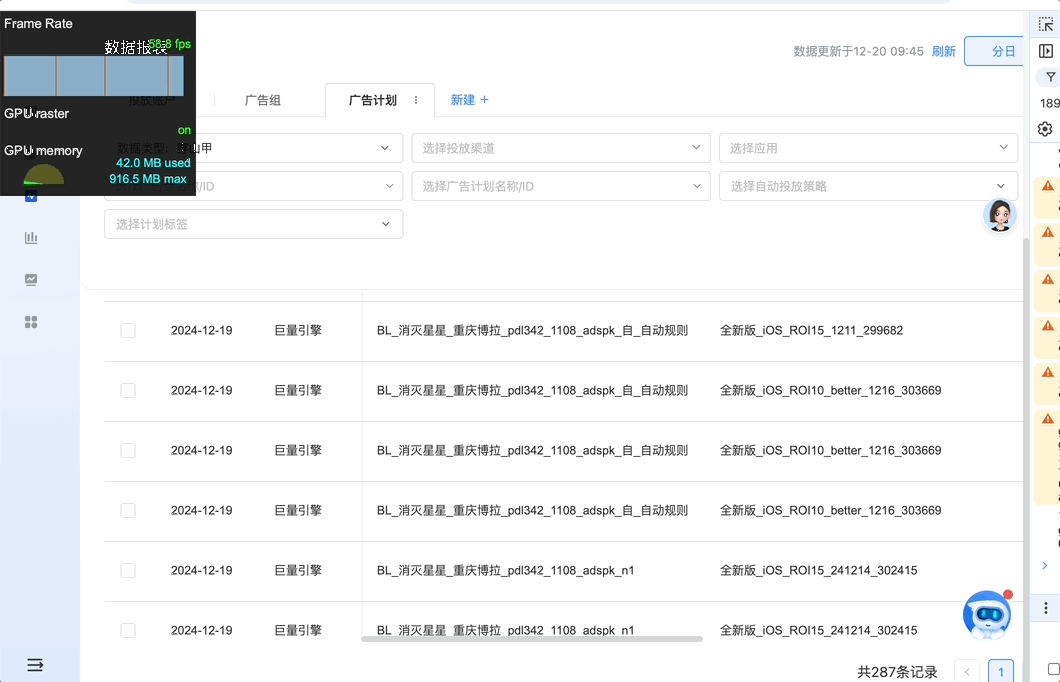 Frame Rate
数据报表
58.8 fps
数据更新于12-20 09:45
刷新
分日
投放账户
广告组
广告计划
新建 +
GPU raster
on
189
GPU memory
42.0 MB used
916.5 MB max
数据类型：
山甲
选择投放渠道
选择应用
/ID
选择广告计划名称/ID
选择自动投放策略
选择计划标签
2024-12-19 巨量引擎 BL_消灭星星_重庆博拉_pdl342_1108_adspk_自_自动规则 全新版_iOS_ROI15_1211_299682
2024-12-19 巨量引擎 BL_消灭星星_重庆博拉_pdl342_1108_adspk_自_自动规则 全新版_iOS_ROI10_better_1216_303669
2024-12-19 巨量引擎 BL_消灭星星_重庆博拉_pdl342_1108_adspk_自_自动规则 全新版_iOS_ROI10_better_1216_303669
2024-12-19 巨量引擎 BL_消灭星星_重庆博拉_pdl342_1108_adspk_自_自动规则 全新版_iOS_ROI10_better_1216_303669
2024-12-19 巨量引擎 BL_消灭星星_重庆博拉_pdl342_1108_adspk_n1 全新版_iOS_ROI15_241214_302415
2024-12-19 巨量引擎 BL_消灭星星_重庆博拉_pdl342_1108_adspk_n1 全新版_iOS_ROI15_241214_302415
共287条记录
1